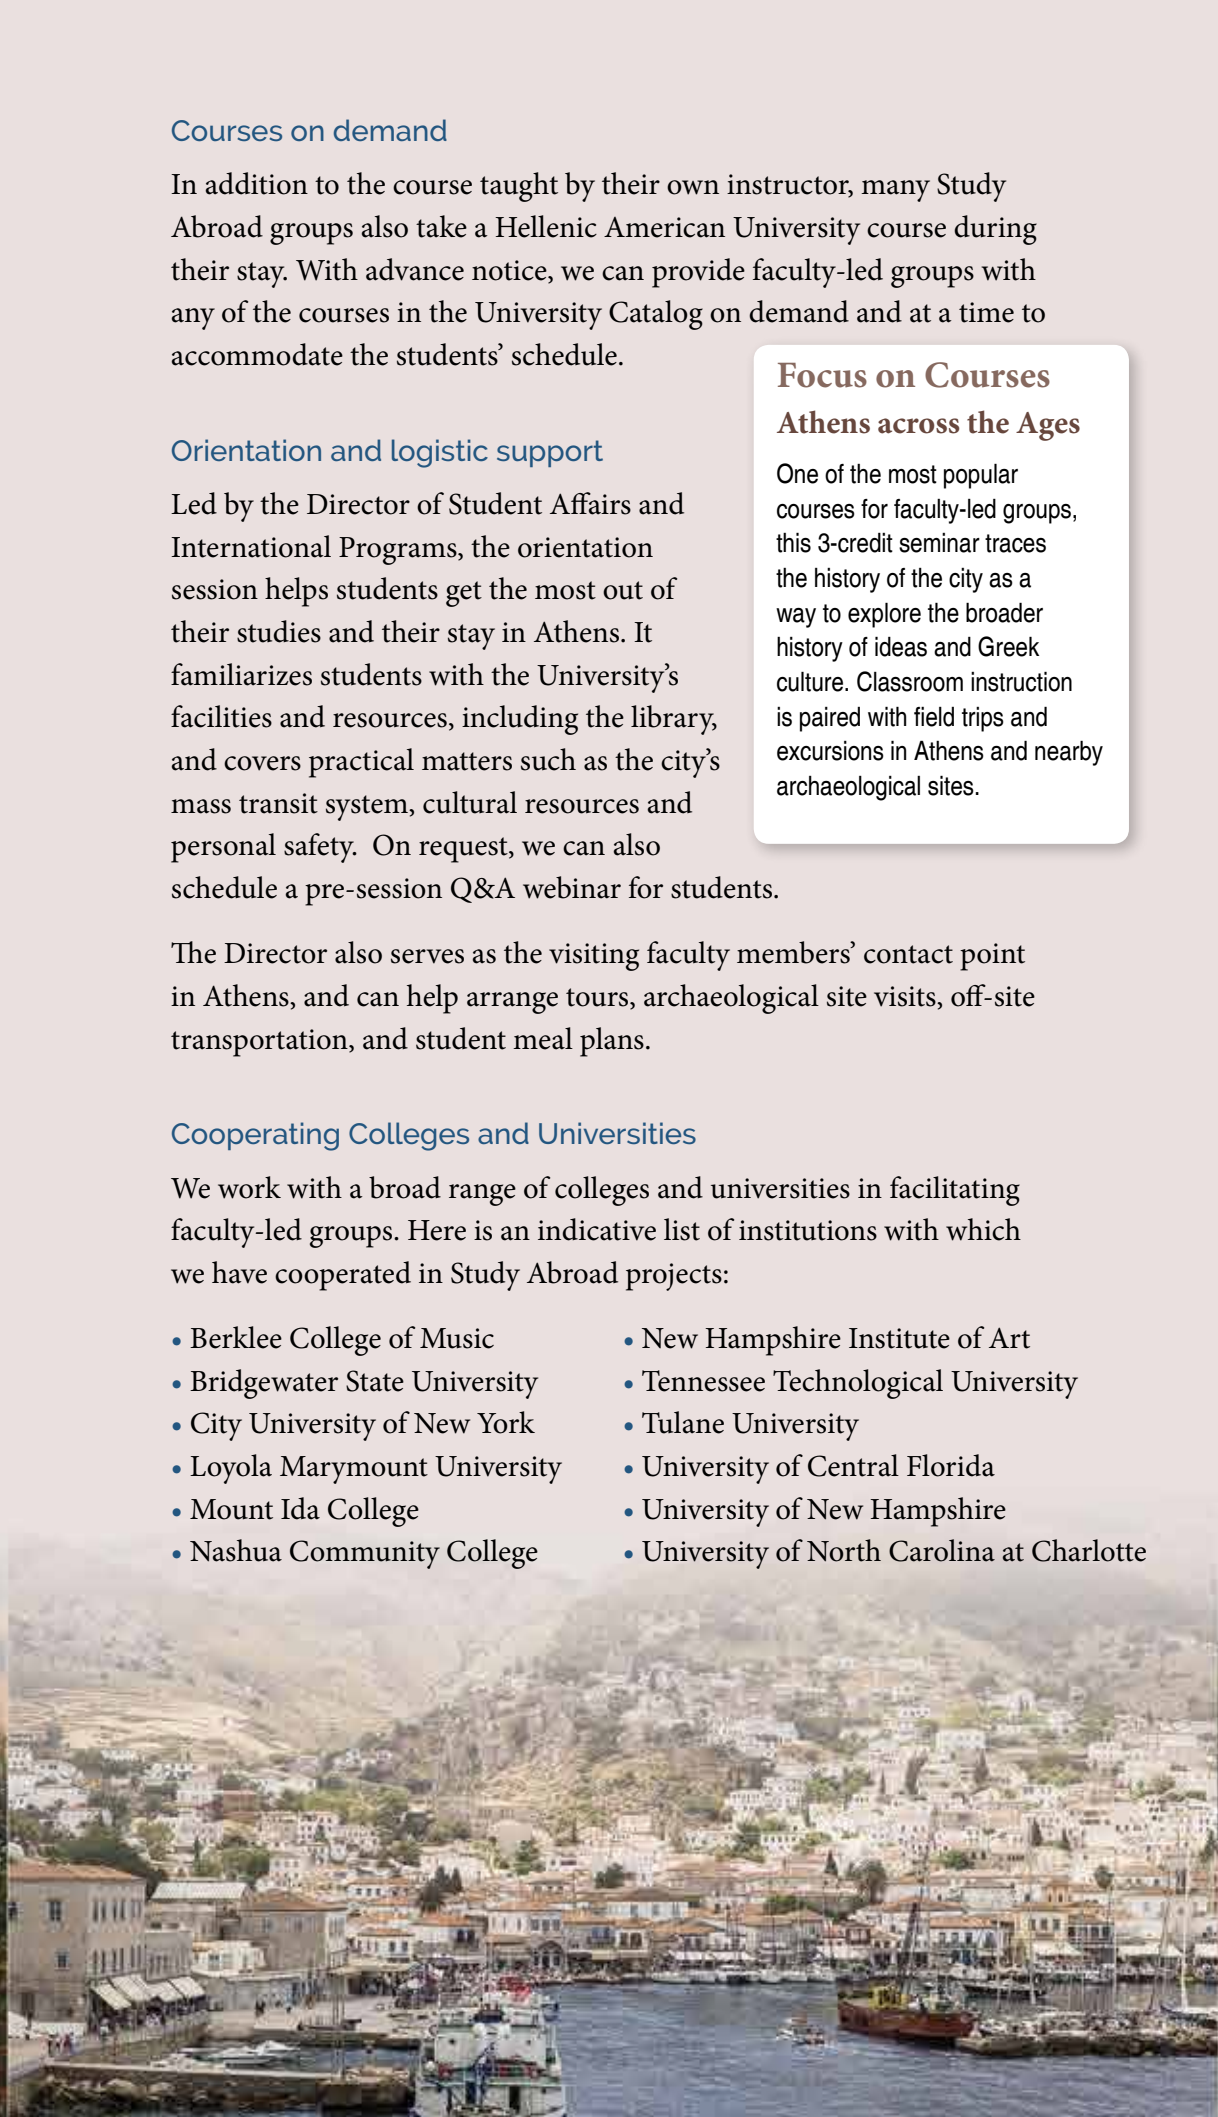 Courses on demand
In addition to the course taught by their own instructor, many Study
Abroad groups also take a Hellenic American University course during
their stay. With advance notice, we can provide faculty-led groups with
any of the courses in the University Catalog on demand and at a time to
accommodate the students’ schedule.
Orientation and logistic support
Led by the Director of Student Affairs and
International Programs, the orientation
session helps students get the most out of
their studies and their stay in Athens. It
familiarizes students with the University’s
facilities and resources, including the library,
and covers practical matters such as the city’s
mass transit system, cultural resources and
personal safety.  On request, we can also
schedule a pre-session Q&A webinar for students.
The Director also serves as the visiting faculty members’ contact point
in Athens, and can help arrange tours, archaeological site visits, off-site
transportation, and student meal plans.
Focus on Courses
Athens across the Ages
One of the most popular
courses for faculty-led groups,
this 3-credit seminar traces
the history of the city as a
way to explore the broader
history of ideas and Greek
culture. Classroom instruction
is paired with field trips and
excursions in Athens and nearby
archaeological sites.
Cooperating Colleges and Universities
We work with a broad range of colleges and universities in facilitating
faculty-led groups. Here is an indicative list of institutions with which
we have cooperated in Study Abroad projects:
• Berklee College of Music
• Bridgewater State University
• City University of New York
• Loyola Marymount University
• Mount Ida College
• Nashua Community College
• New Hampshire Institute of Art
• Tennessee Technological University
• Tulane University
• University of Central Florida
• University of New Hampshire
• University of North Carolina at Charlotte